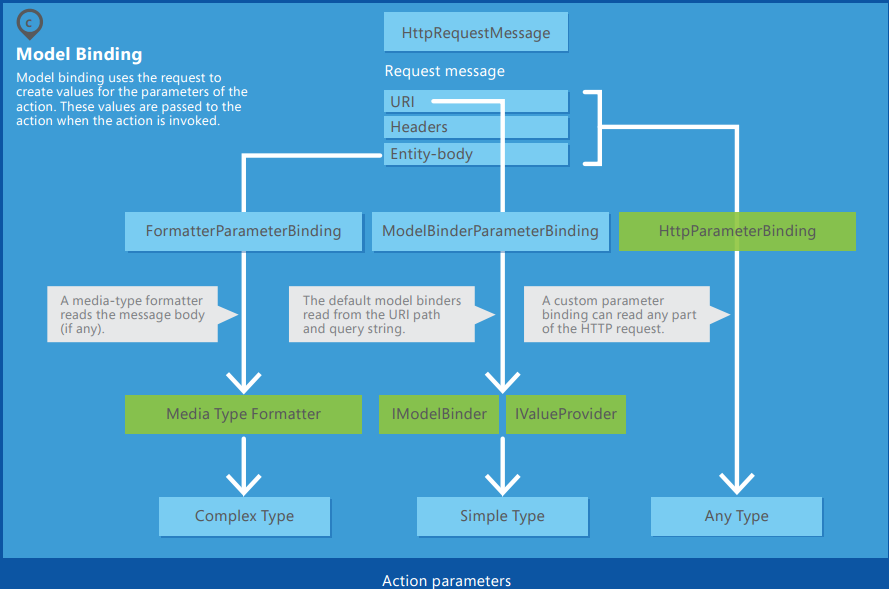 c
Model Binding
Model binding uses the request to
create values for the parameters of the
action. These values are passed to the
action when the action is invoked.
HttpRequestMessage
Request message
URI
Headers
Entity-body
FormatterParameterBinding
ModelBinderParameterBinding
HttpParameterBinding
A media-type formatter
reads the message body
(if any).
The default model binders
read from the URI path
and query string.
A custom parameter
binding can read any part
of the HTTP request.
Media Type Formatter
IModelBinder
IValueProvider
Complex Type
Simple Type
Any Type
Action parameters